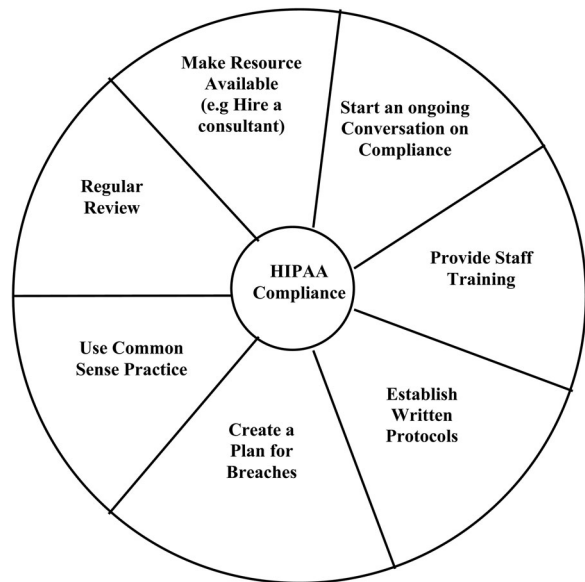 Make Resource
Available
(e.g Hire a
consultant)
Start an ongoing
Conversation on
Compliance
Provide Staff
Training
Establish
Written
Protocols
Create a
Plan for
Breaches
Use Common
Sense Practice
Regular
Review
HIPAA
Compliance